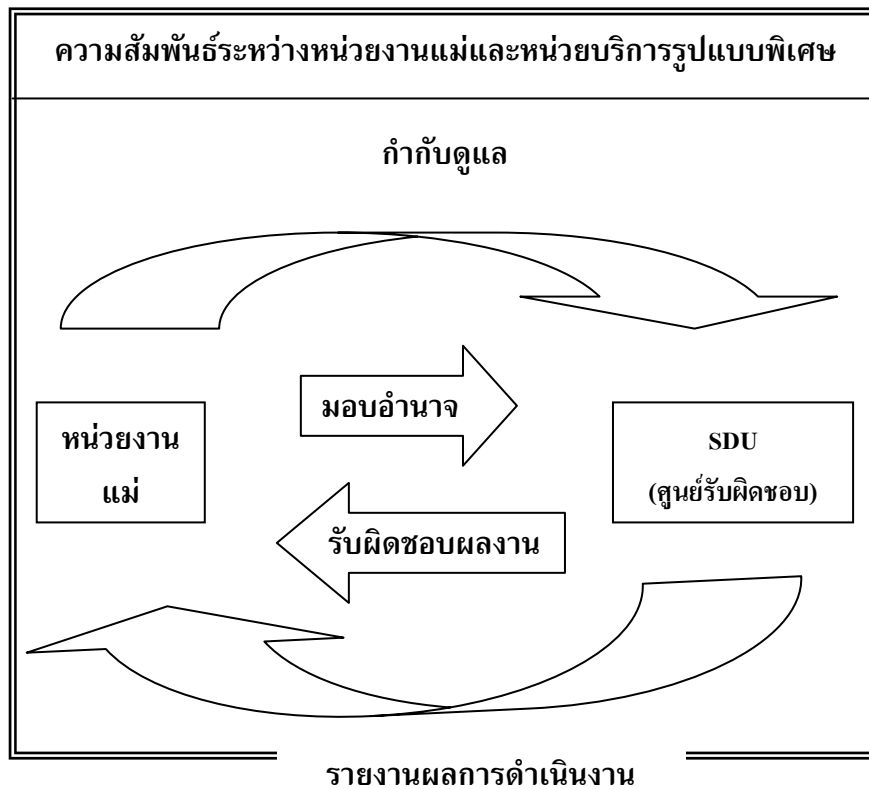 ความสัมพันธ์ระหว่างหน่วยงานแม่และหน่วยบริการรูปแบบพิเศษ
กำกับดูแล
มอบอำนาจ
หน่วยงาน
แม่
SDU
(ศูนย์รับผิดชอบ)
รับผิดชอบผลงาน
รายงานผลการดำเนินงาน